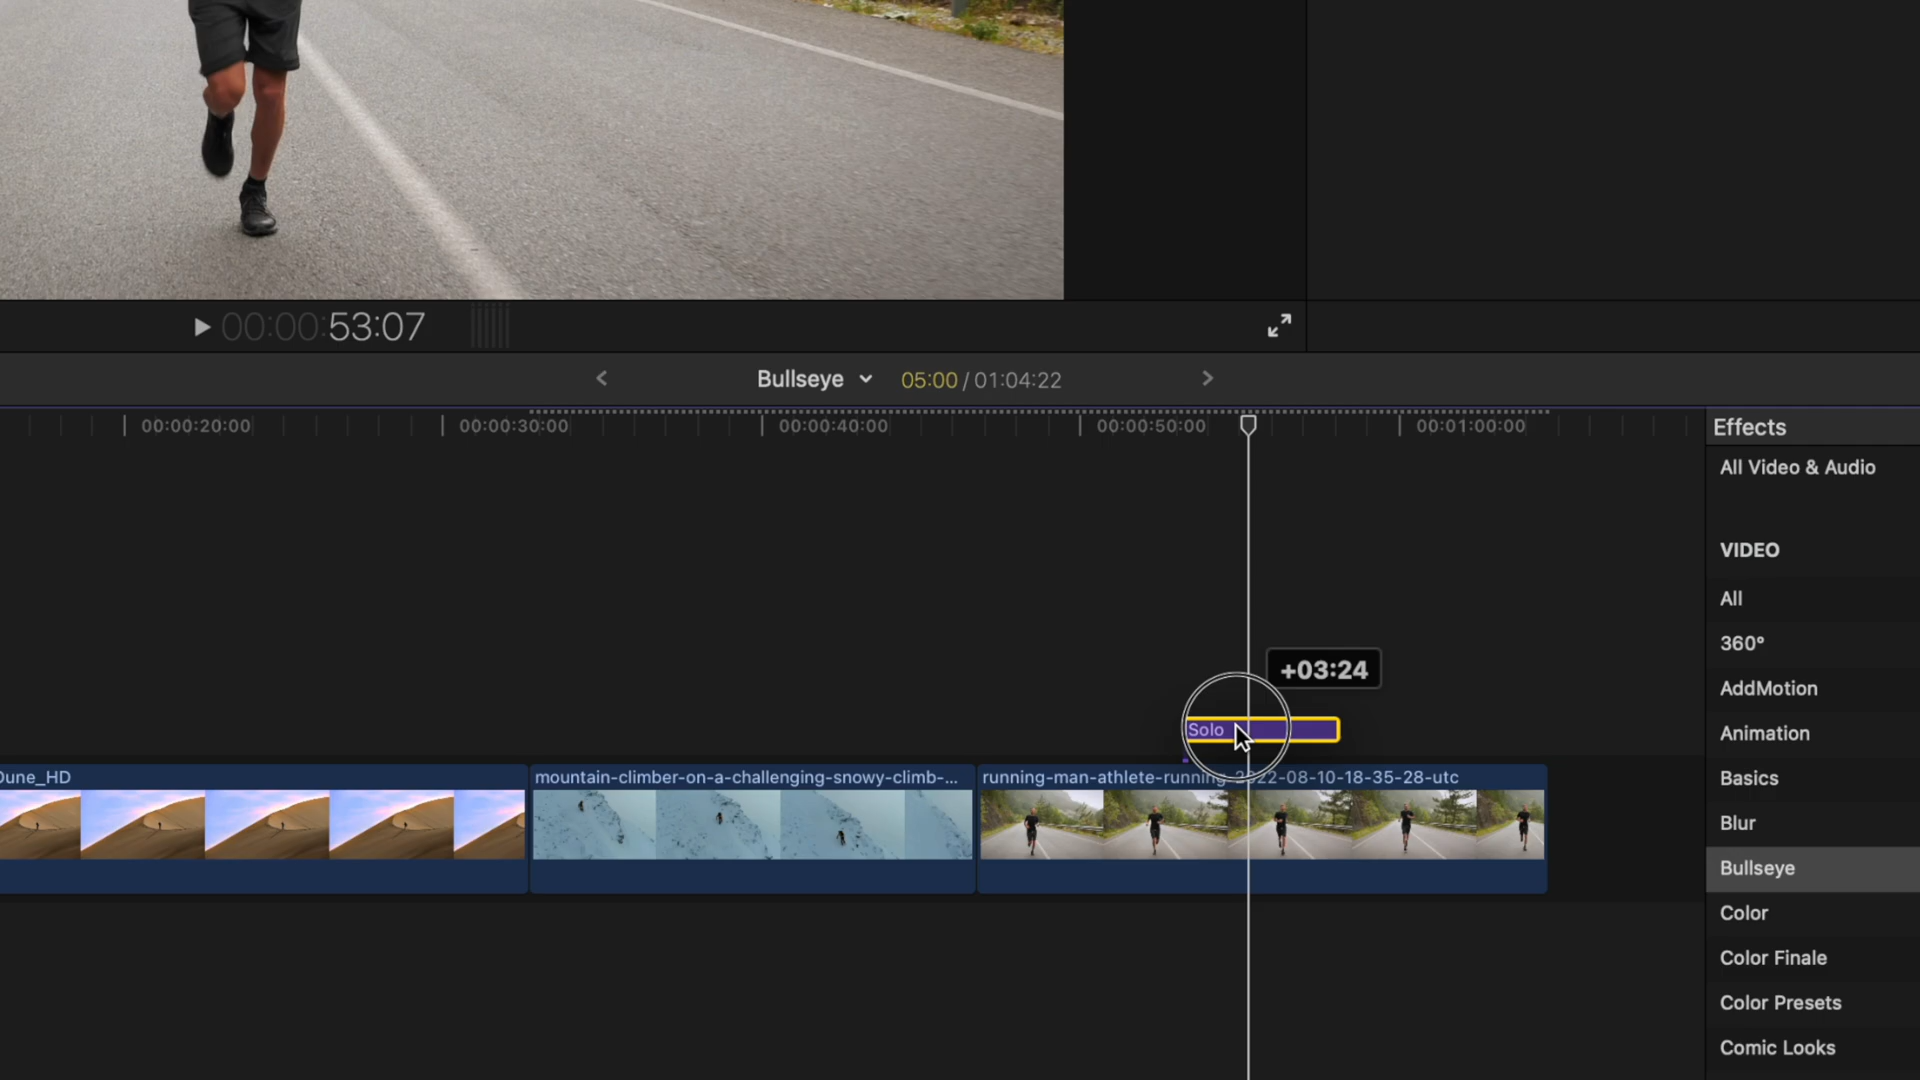 00:00:53:07
Bullseye 05:00 / 01:04:22
00:00:20:00 00:00:30:00 00:00:40:00 00:00:50:00 00:01:00:00
Effects
All Video & Audio
VIDEO
All
360°
AddMotion
Animation
Basics
Blur
Bullseye
Color
Color Finale
Color Presets
Comic Looks
+03:24
Solo
Dune_HD
mountain-climber-on-a-challenging-snowy-climb-...
running-man-athlete-running-2022-08-10-18-35-28-utc